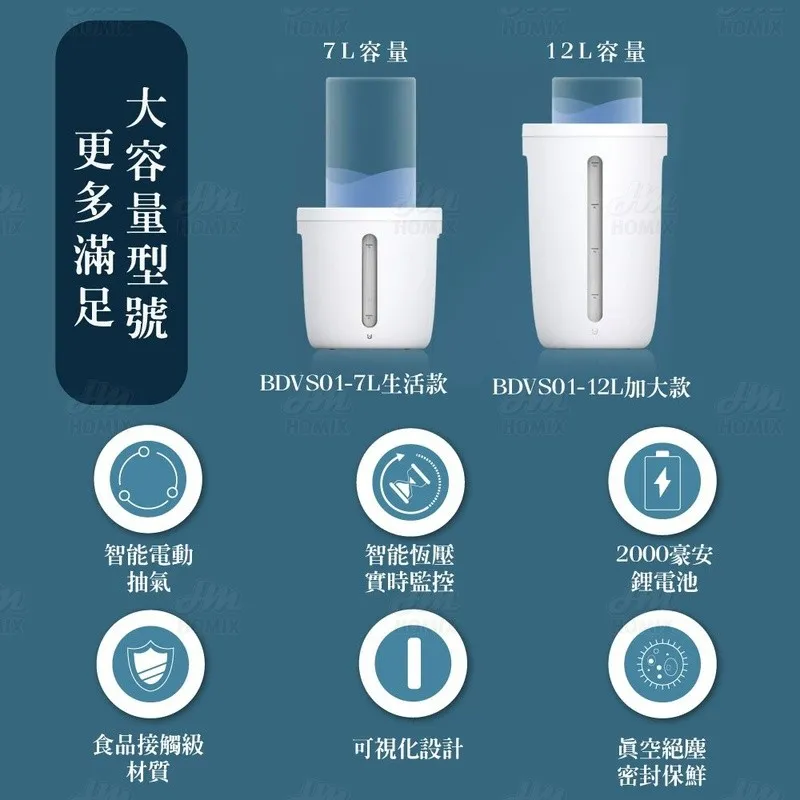 大容量型號
更多滿足
7L容量
12L容量
BDVS01-7L生活款
BDVS01-12L加大款
智能電動
抽氣
智能恆壓
實時監控
2000豪安
鋰電池
食品接觸級
材質
可視化設計
真空絕塵
密封保鮮
HOMIX